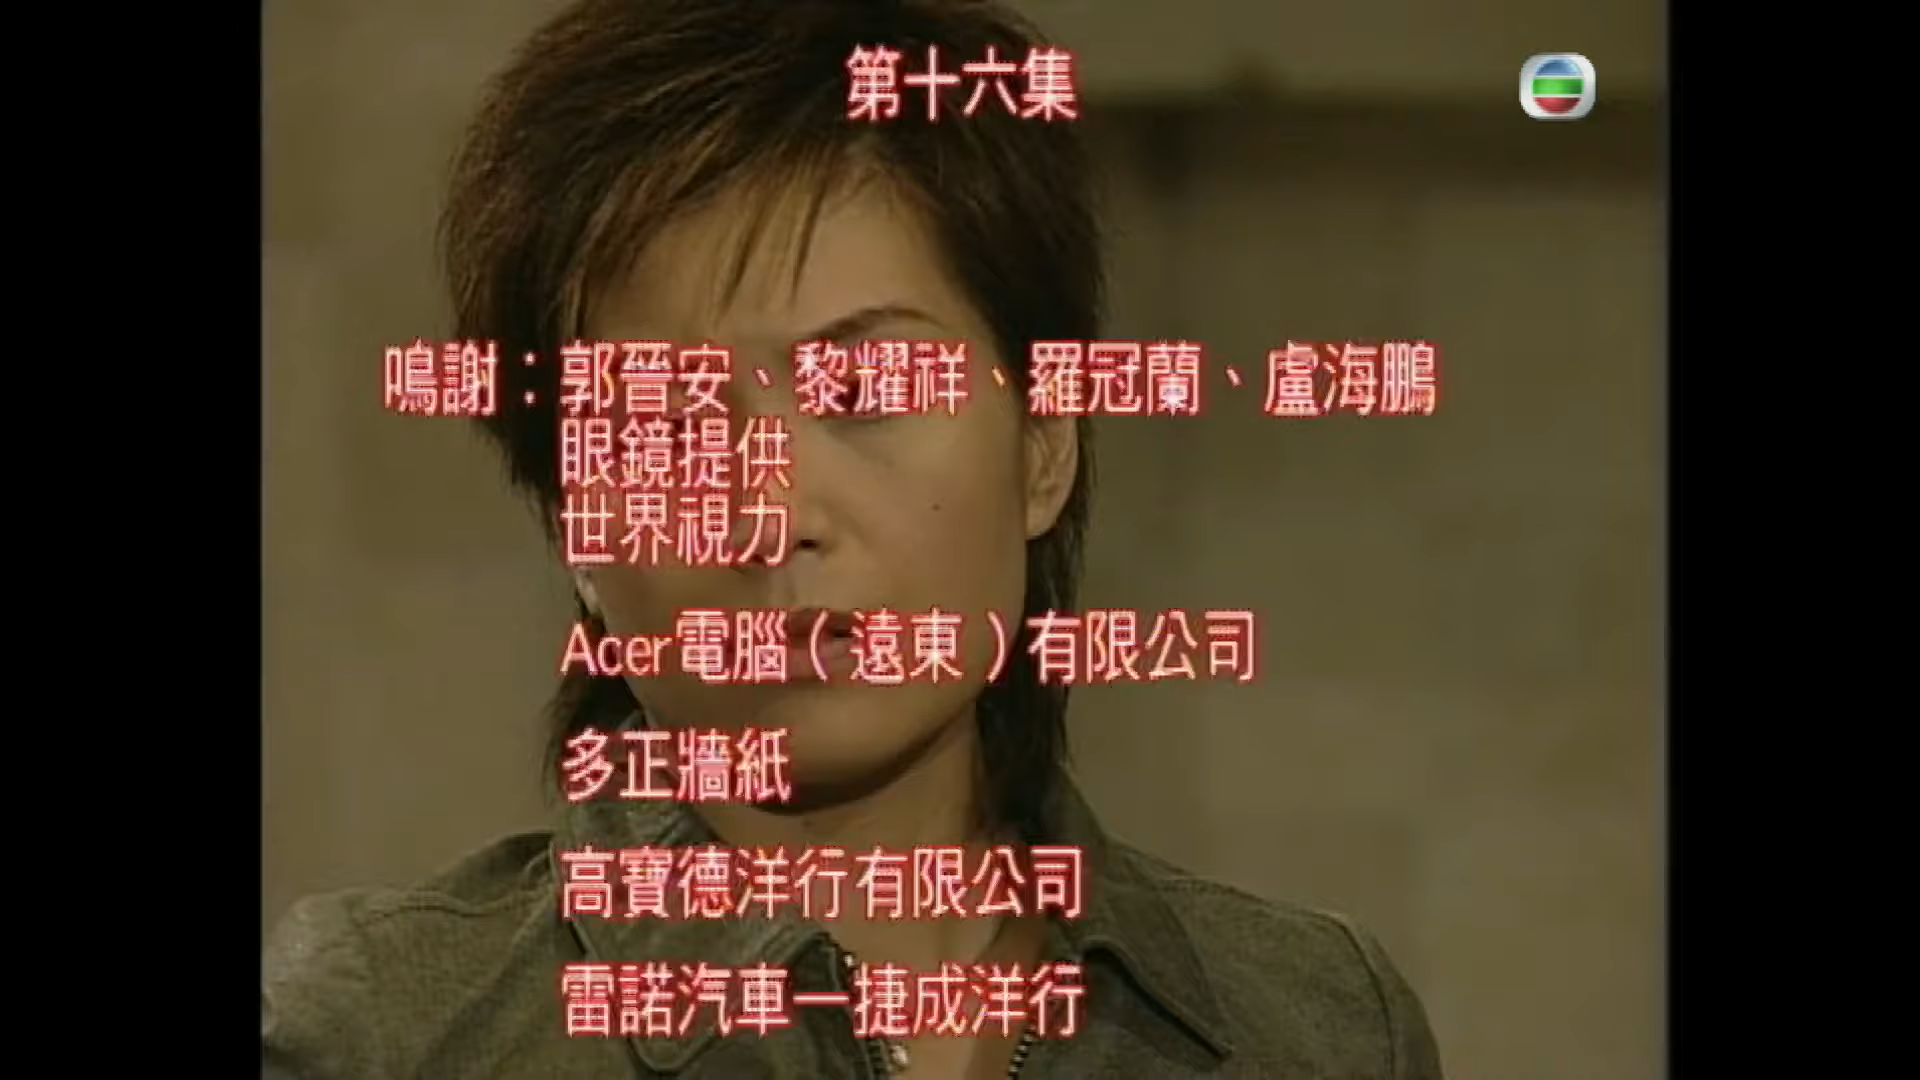 第十六集
鳴謝：郭晉安、黎耀祥、羅冠蘭、盧海鵬
眼鏡提供
世界視力
Acer電腦（遠東）有限公司
多正牆紙
高寶德洋行有限公司
雷諾汽車一捷成洋行